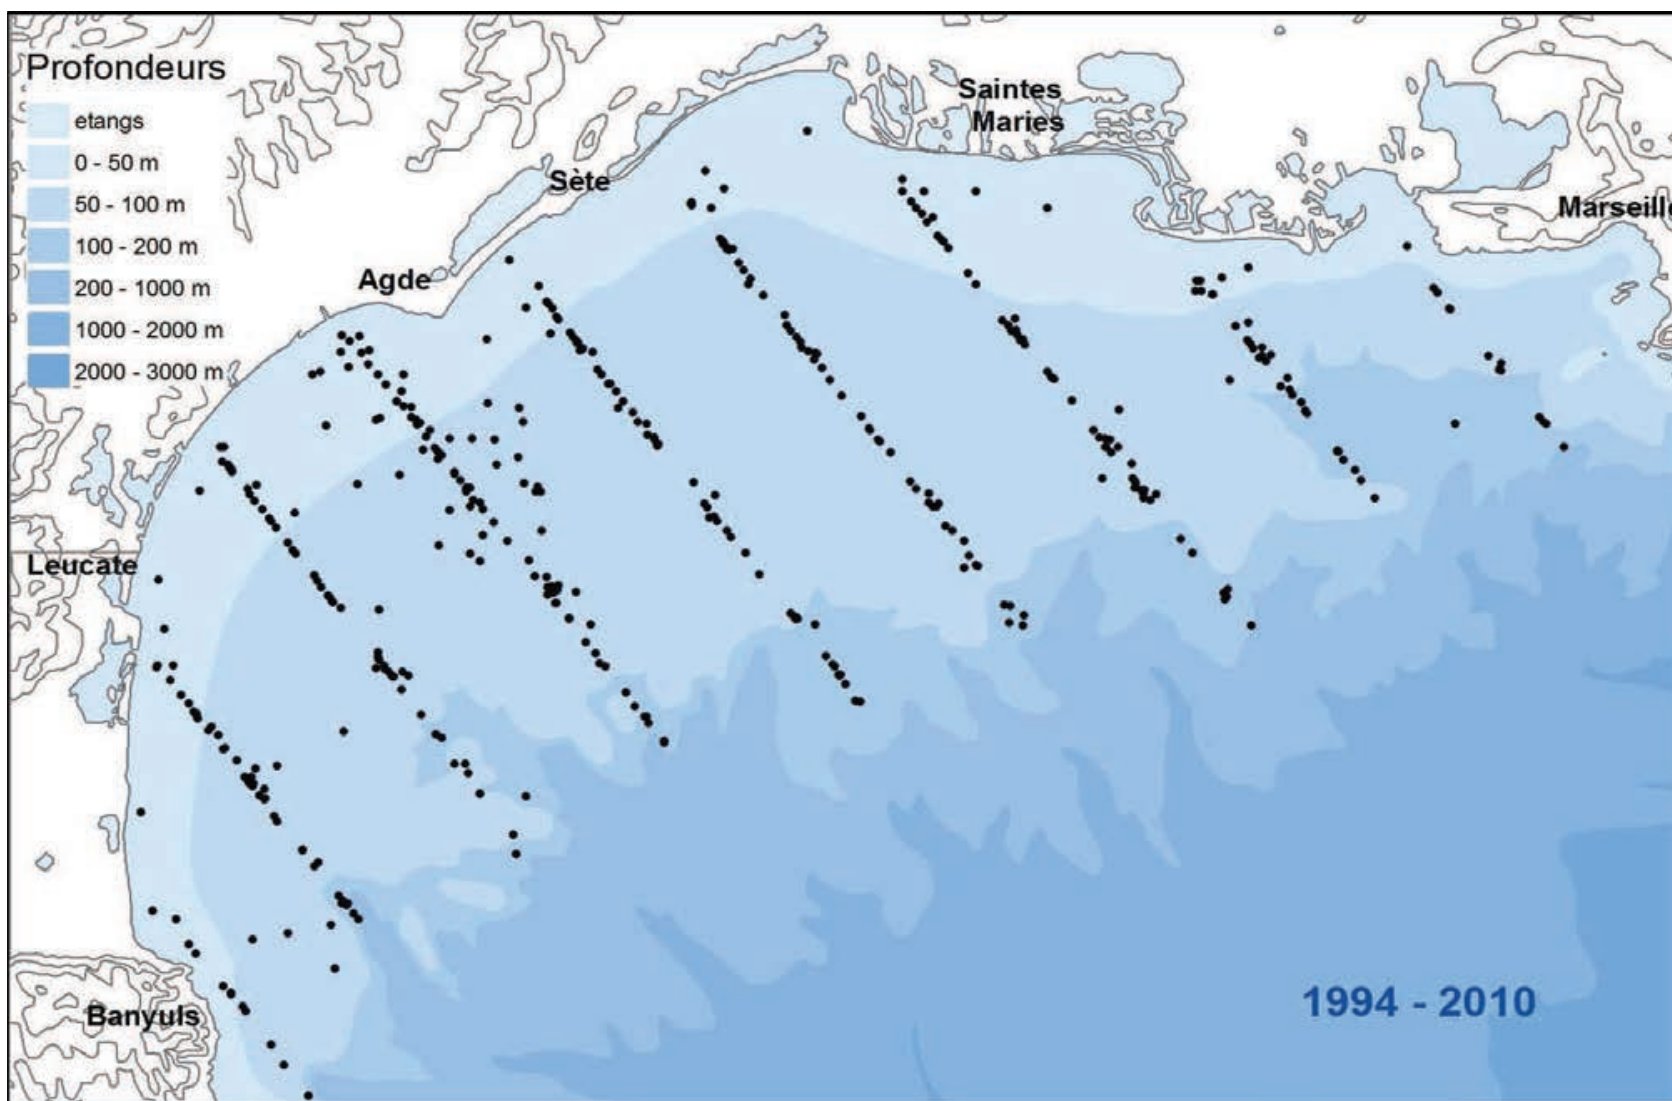 Profondeurs
etangs
0 - 50 m
50 - 100 m
100 - 200 m
200 - 1000 m
1000 - 2000 m
2000 - 3000 m
Saintes
Maries
Sète
Marseille
Agde
Leucate
Banyuls
1994 - 2010